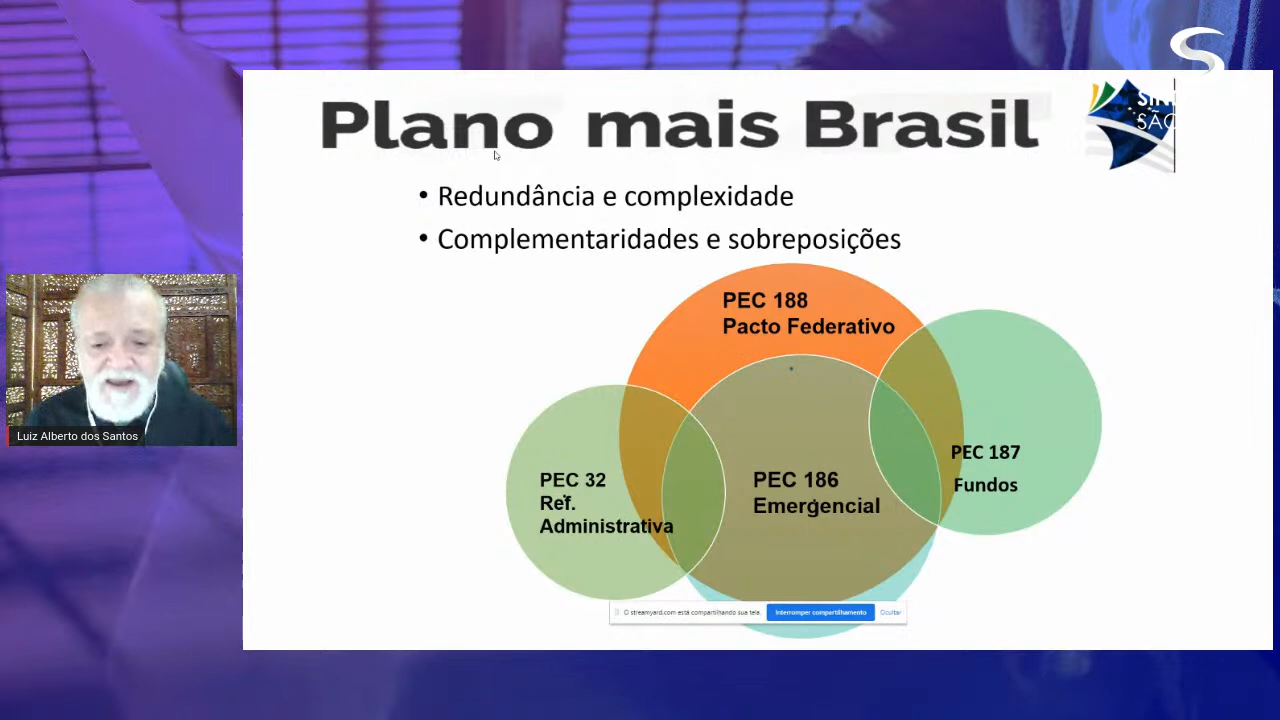 Plano mais Brasil
• Redundância e complexidade
• Complementaridades e sobreposições
PEC 188
Pacto Federativo
PEC 187
Fundos
PEC 186
Emergencial
PEC 32
Ref.
Administrativa
Luiz Alberto dos Santos
O streamyard.com está compartilhando sua tela.
Interromper compartilhamento
Ocultar